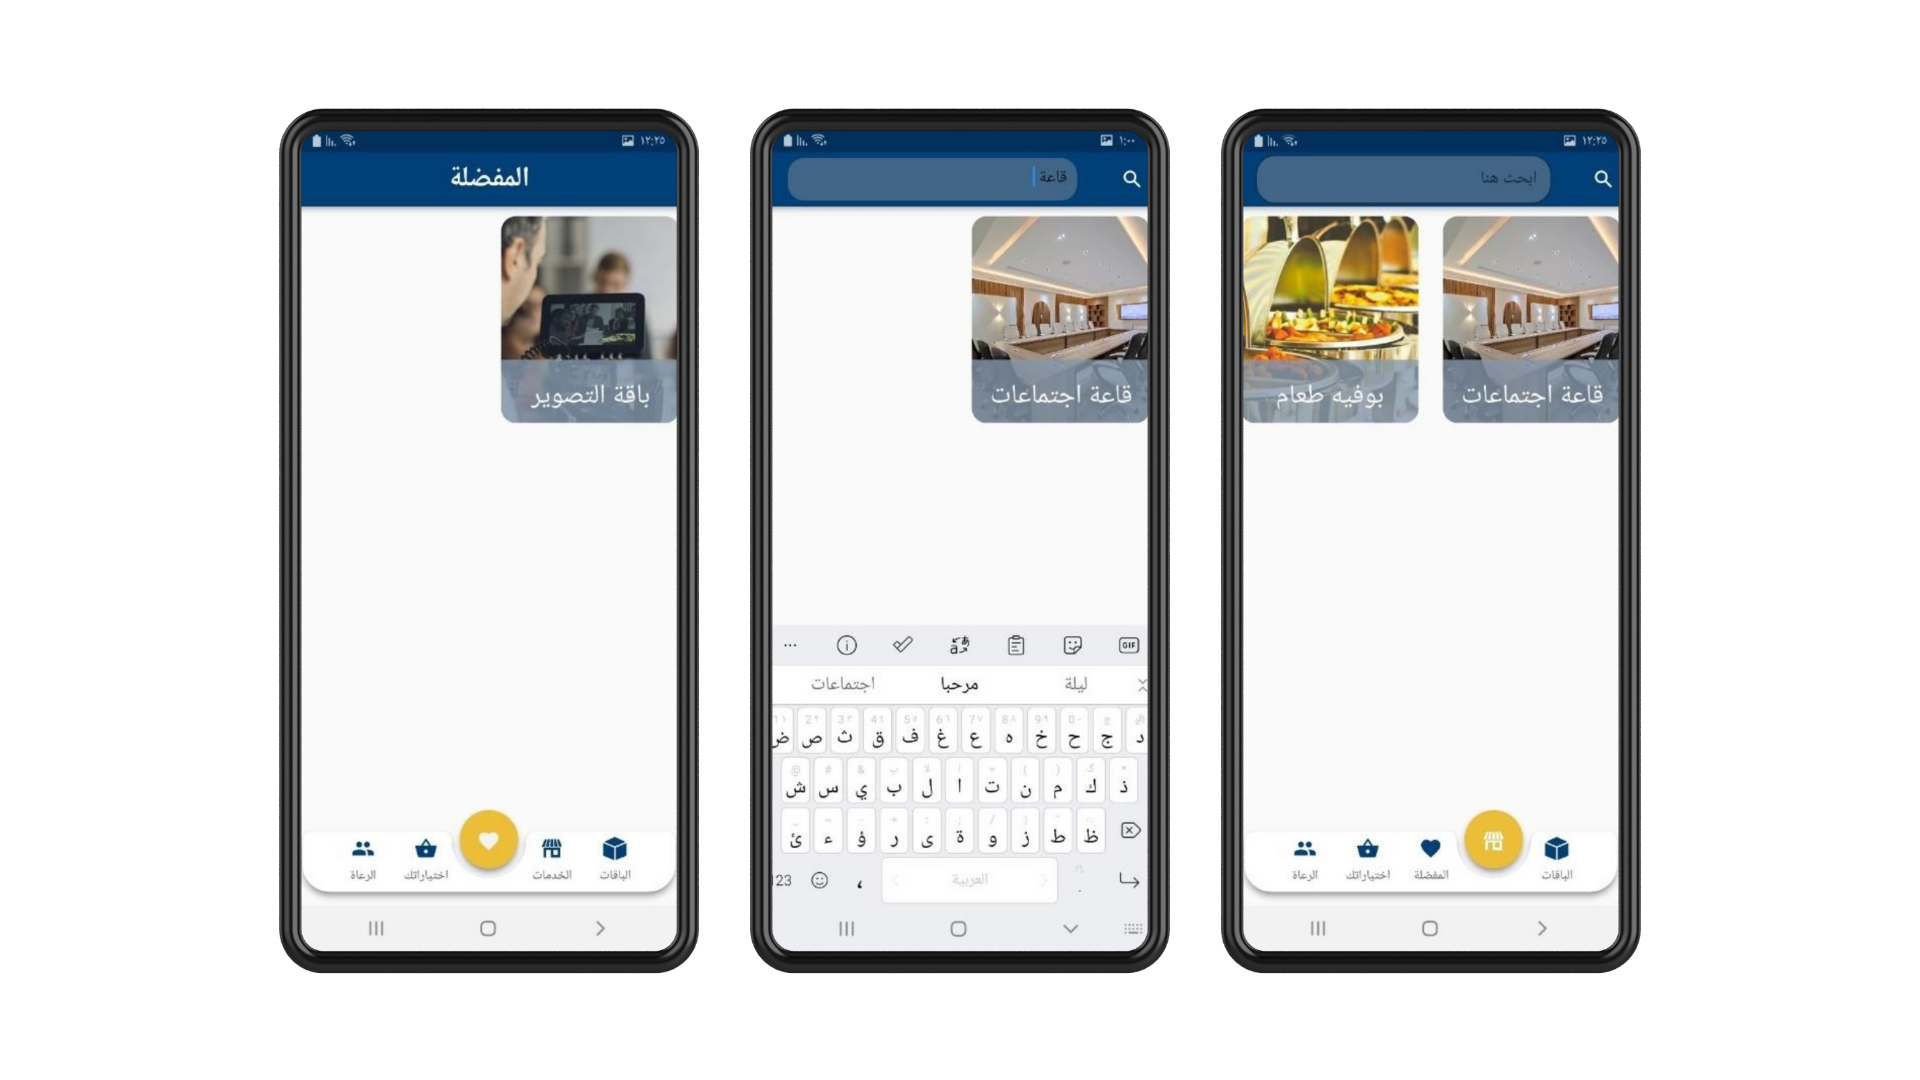 ١٢:٢٥
المفضلة
باقة التصوير
الباقات
الخدمات
اختياراتك
الرعاة
١:٠٠
قاعة
قاعة اجتماعات
GIF
ليلة
مرحبا
اجتماعات
ض ص ث ق ف غ ع ه خ ح ج د
ش س ي ب ل ا ت ن م ك ذ
ئ ء ؤ ر ى ة و ز ط ظ
123
،
العربية
.
١٢:٢٥
ابحث هنا
قاعة اجتماعات
بوفيه طعام
الباقات
المفضلة
اختياراتك
الرعاة